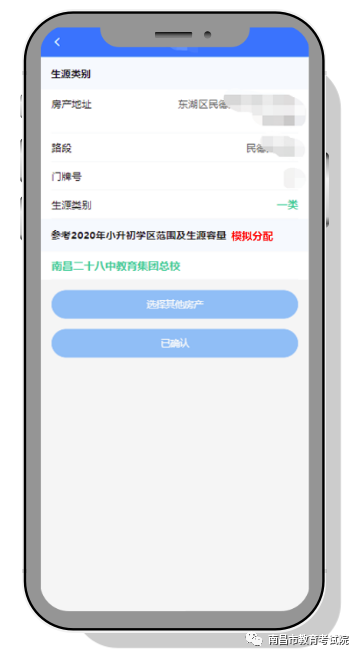 生源类别
房产地址 东湖区民德
路段 民德
门牌号
生源类别 一类
参考2020年小升初学区范围及生源容量 模拟分配
南昌二十八中教育集团总校
选择其他房产
已确认
南昌市教育考试院